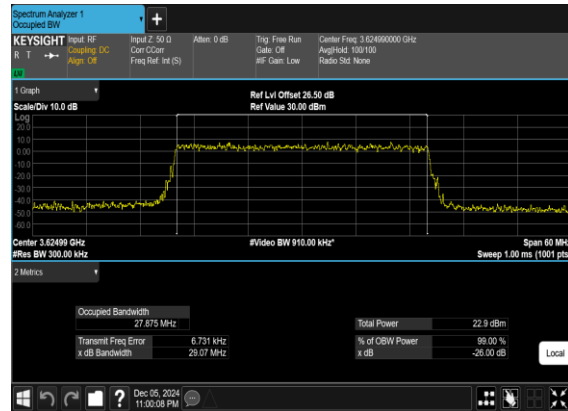 Spectrum Analyzer 1
Occupied BW
+
KEYSIGHT Input: RF Input Z: 50 Ω Atten: 0 dB Trig: Free Run Center Freq: 3.624990000 GHz
R T Coupling: DC Corr CCorr Gate: Off Avg|Hold: 100/100
Align: Off Freq Ref: Int (S) #IF Gain: Low Radio Std: None
LXI
1 Graph
Ref Lvl Offset 26.50 dB
Scale/Div 10.0 dB Ref Value 30.00 dBm
Log
20.0
10.0
0.00
-10.0
-20.0
-30.0
-40.0
-50.0
-60.0
Center 3.62499 GHz #Video BW 910.00 kHz* Span 60 MHz
#Res BW 300.00 kHz Sweep 1.00 ms (1001 pts)
2 Metrics
Occupied Bandwidth
27.875 MHz Total Power 22.9 dBm
Transmit Freq Error 6.731 kHz % of OBW Power 99.00 %
x dB Bandwidth 29.07 MHz x dB -26.00 dB
Local
? Dec 05, 2024
11:00:08 PM